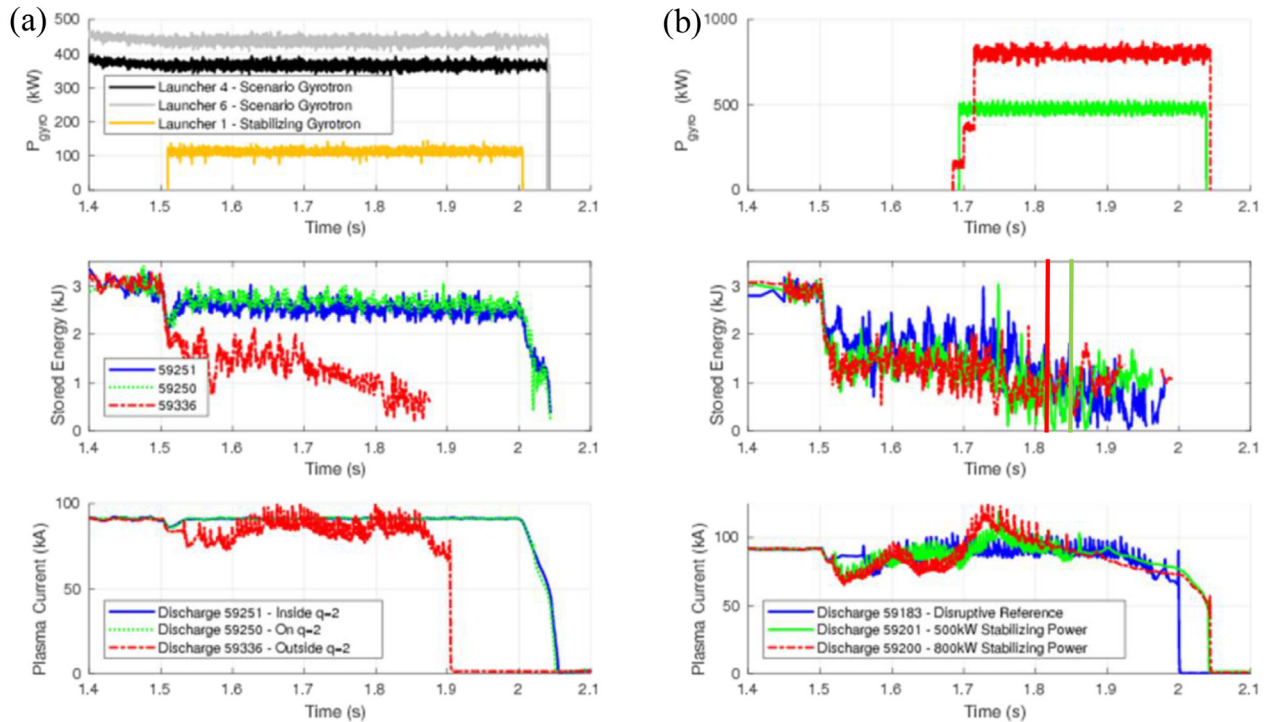 (a)
500
400
300
200
100
0
P_gyro (kW)
Launcher 4 - Scenario Gyrotron
Launcher 6 - Scenario Gyrotron
Launcher 1 - Stabilizing Gyrotron
1.4 1.5 1.6 1.7 1.8 1.9 2 2.1
Time (s)
3
2
1
0
Stored Energy (kJ)
59251
59250
59336
1.4 1.5 1.6 1.7 1.8 1.9 2 2.1
Time (s)
100
50
0
Plasma Current (kA)
Discharge 59251 - Inside q=2
Discharge 59250 - On q=2
Discharge 59336 - Outside q=2
1.4 1.5 1.6 1.7 1.8 1.9 2 2.1
Time (s)
(b)
1000
500
0
P_gyro (kW)
1.4 1.5 1.6 1.7 1.8 1.9 2 2.1
Time (s)
3
2
1
0
Stored Energy (kJ)
1.4 1.5 1.6 1.7 1.8 1.9 2 2.1
Time (s)
100
50
0
Plasma Current (kA)
Discharge 59183 - Disruptive Reference
Discharge 59201 - 500kW Stabilizing Power
Discharge 59200 - 800kW Stabilizing Power
1.4 1.5 1.6 1.7 1.8 1.9 2 2.1
Time (s)